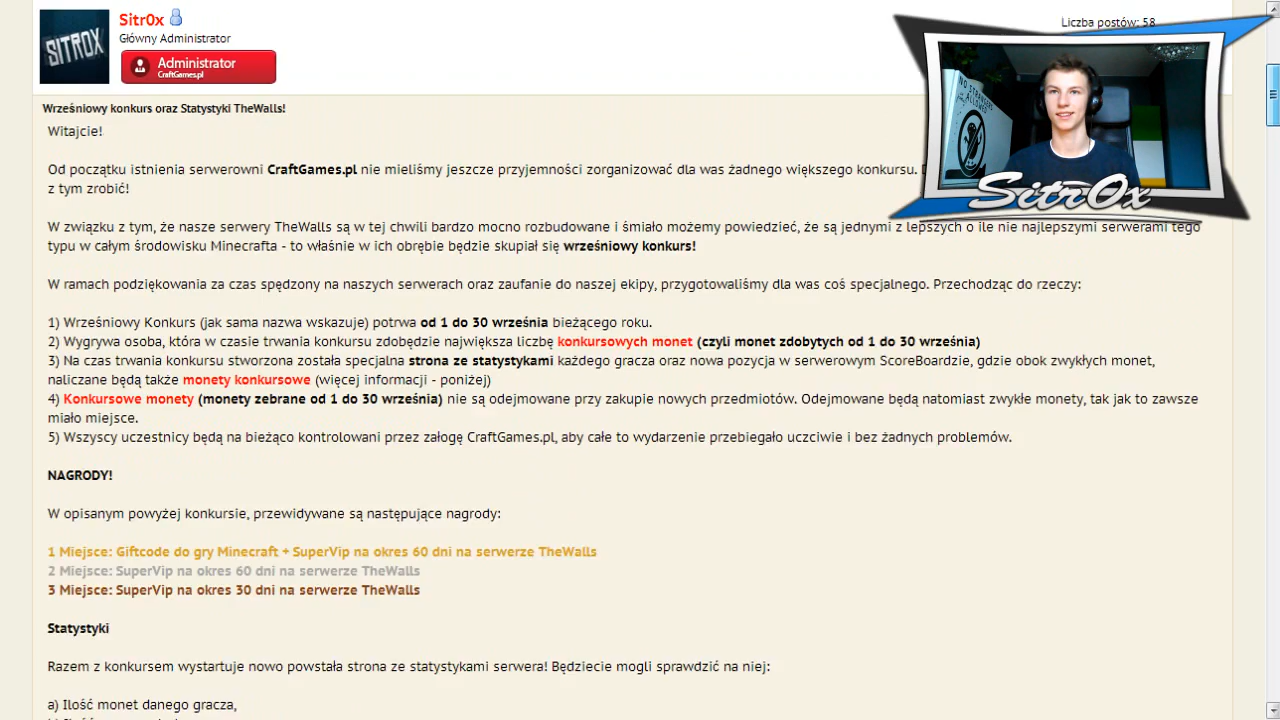 Sitr0x
Główny Administrator
Liczba postów: 58
SITROX
Administrator
CraftGames.pl
NO STRANGERS
ALLOWED
Sitr0x
Wrześniowy konkurs oraz Statystyki TheWalls!
Witajcie!
Od początku istnienia serwerowni CraftGames.pl nie mieliśmy jeszcze przyjemności zorganizować dla was żadnego większego konkursu.
z tym zrobić!
W związku z tym, że nasze serwery TheWalls są w tej chwili bardzo mocno rozbudowane i śmiało możemy powiedzieć, że są jednymi z lepszych o ile nie najlepszymi serwerami tego
typu w całym środowisku Minecrafta - to właśnie w ich obrębie będzie skupiał się wrześniowy konkurs!
W ramach podziękowania za czas spędzony na naszych serwerach oraz zaufanie do naszej ekipy, przygotowaliśmy dla was coś specjalnego. Przechodząc do rzeczy:
1) Wrześniowy Konkurs (jak sama nazwa wskazuje) potrwa od 1 do 30 września bieżącego roku.
2) Wygrywa osoba, która w czasie trwania konkursu zdobędzie największa liczbę konkursowych monet (czyli monet zdobytych od 1 do 30 września)
3) Na czas trwania konkursu stworzona została specjalna strona ze statystykami każdego gracza oraz nowa pozycja w serwerowym ScoreBoardzie, gdzie obok zwykłych monet,
naliczane będą także monety konkursowe (więcej informacji - poniżej)
4) Konkursowe monety (monety zebrane od 1 do 30 września) nie są odejmowane przy zakupie nowych przedmiotów. Odejmowane będą natomiast zwykłe monety, tak jak to zawsze
miało miejsce.
5) Wszyscy uczestnicy będą na bieżąco kontrolowani przez załogę CraftGames.pl, aby całe to wydarzenie przebiegało uczciwie i bez żadnych problemów.
NAGRODY!
W opisanym powyżej konkursie, przewidywane są następujące nagrody:
1 Miejsce: Giftcode do gry Minecraft + SuperVip na okres 60 dni na serwerze TheWalls
2 Miejsce: SuperVip na okres 60 dni na serwerze TheWalls
3 Miejsce: SuperVip na okres 30 dni na serwerze TheWalls
Statystyki
Razem z konkursem wystartuje nowo powstała strona ze statystykami serwera! Będziecie mogli sprawdzić na niej:
a) Ilość monet danego gracza,